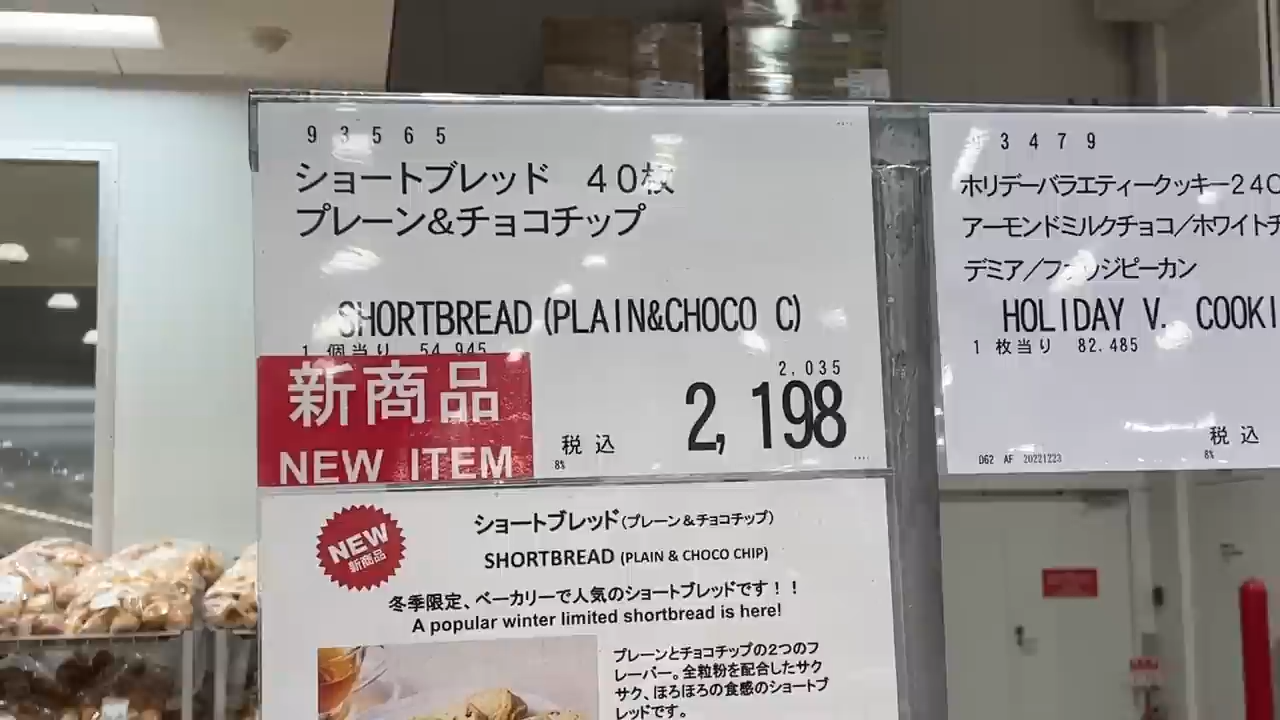 93565
ショートブレッド 40枚
プレーン&チョコチップ
SHORTBREAD (PLAIN&CHOCO C)
1個当り 54.945
新商品
NEW ITEM
2,035
税込 2,198
8%
3479
ホリデーバラエティークッキー24
アーモンドミルクチョコ/ホワイトチ
デミア/ファッジピーカン
HOLIDAY V. COOKI
1枚当り 82.485
税込
8%
D62 AF 20221223
NEW
新商品
ショートブレッド(プレーン&チョコチップ)
SHORTBREAD (PLAIN & CHOCO CHIP)
冬季限定、ベーカリーで人気のショートブレッドです!!
A popular winter limited shortbread is here!
プレーンとチョコチップの2つのフ
レーバー。全粒粉を配合したサク
サク、ほろほろの食感のショートブ
レッドです。